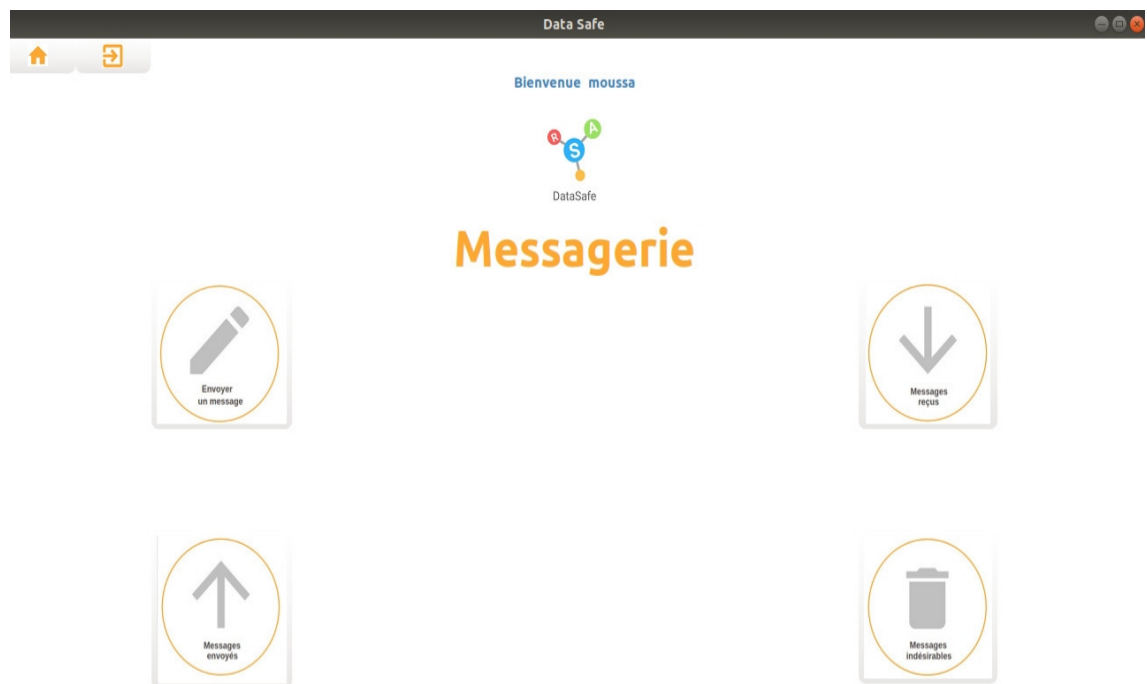 Data Safe
Bienvenue moussa
R
A
S
DataSafe
Messagerie
Envoyer
un message
Messages
reçus
Messages
envoyés
Messages
indésirables